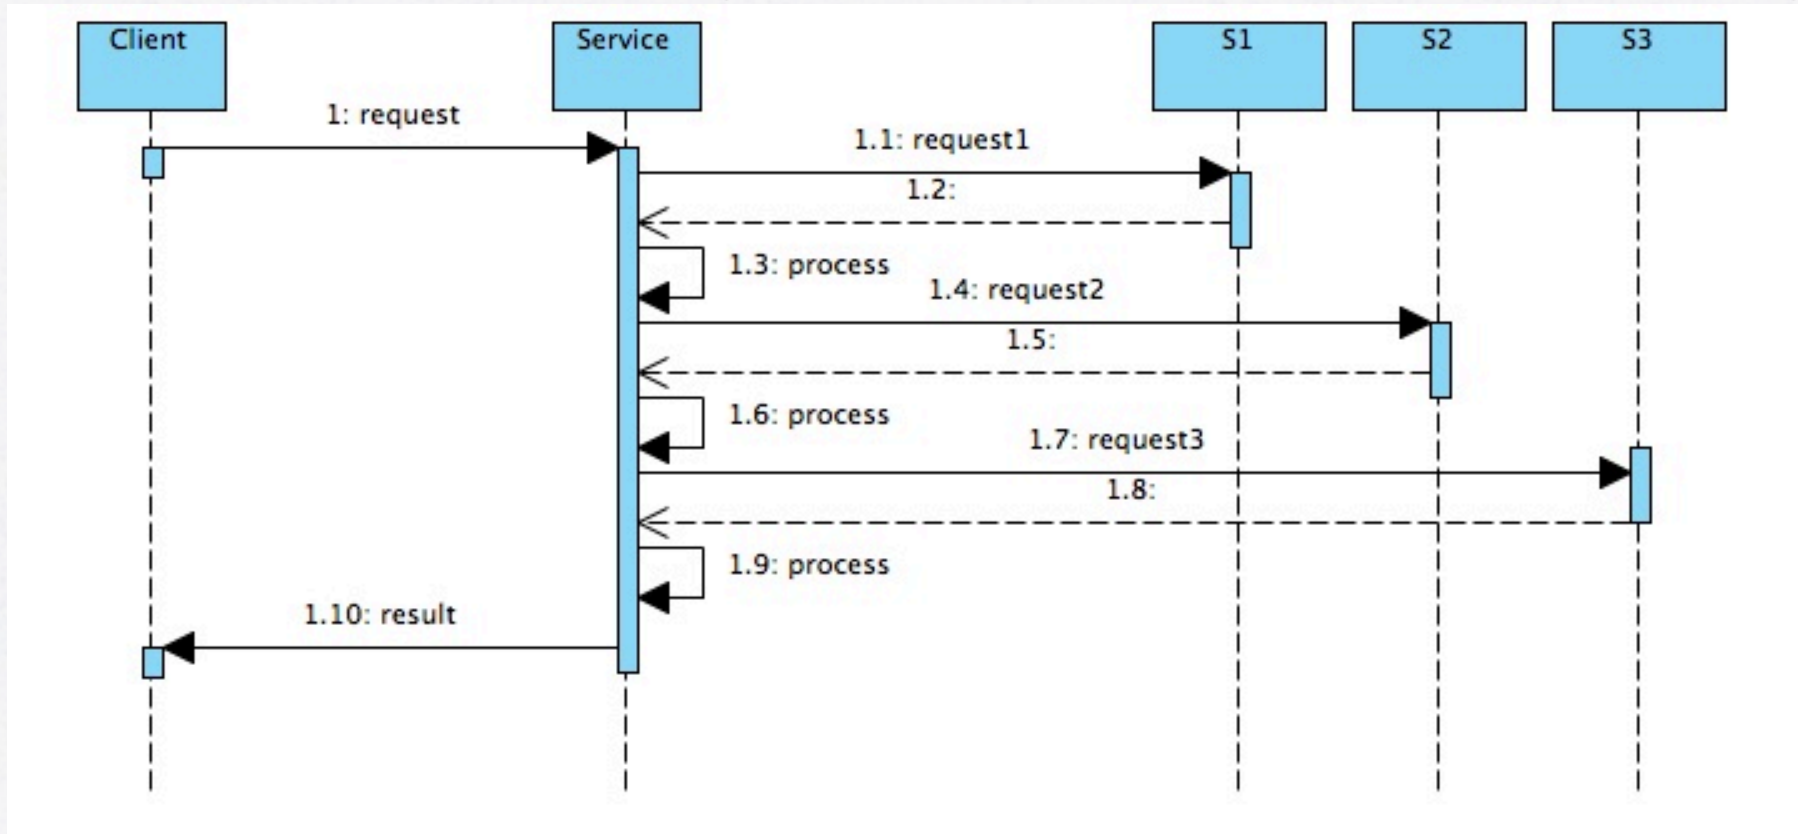 Client
Service
S1
S2
S3
1: request
1.1: request1
1.2:
1.3: process
1.4: request2
1.5:
1.6: process
1.7: request3
1.8:
1.9: process
1.10: result